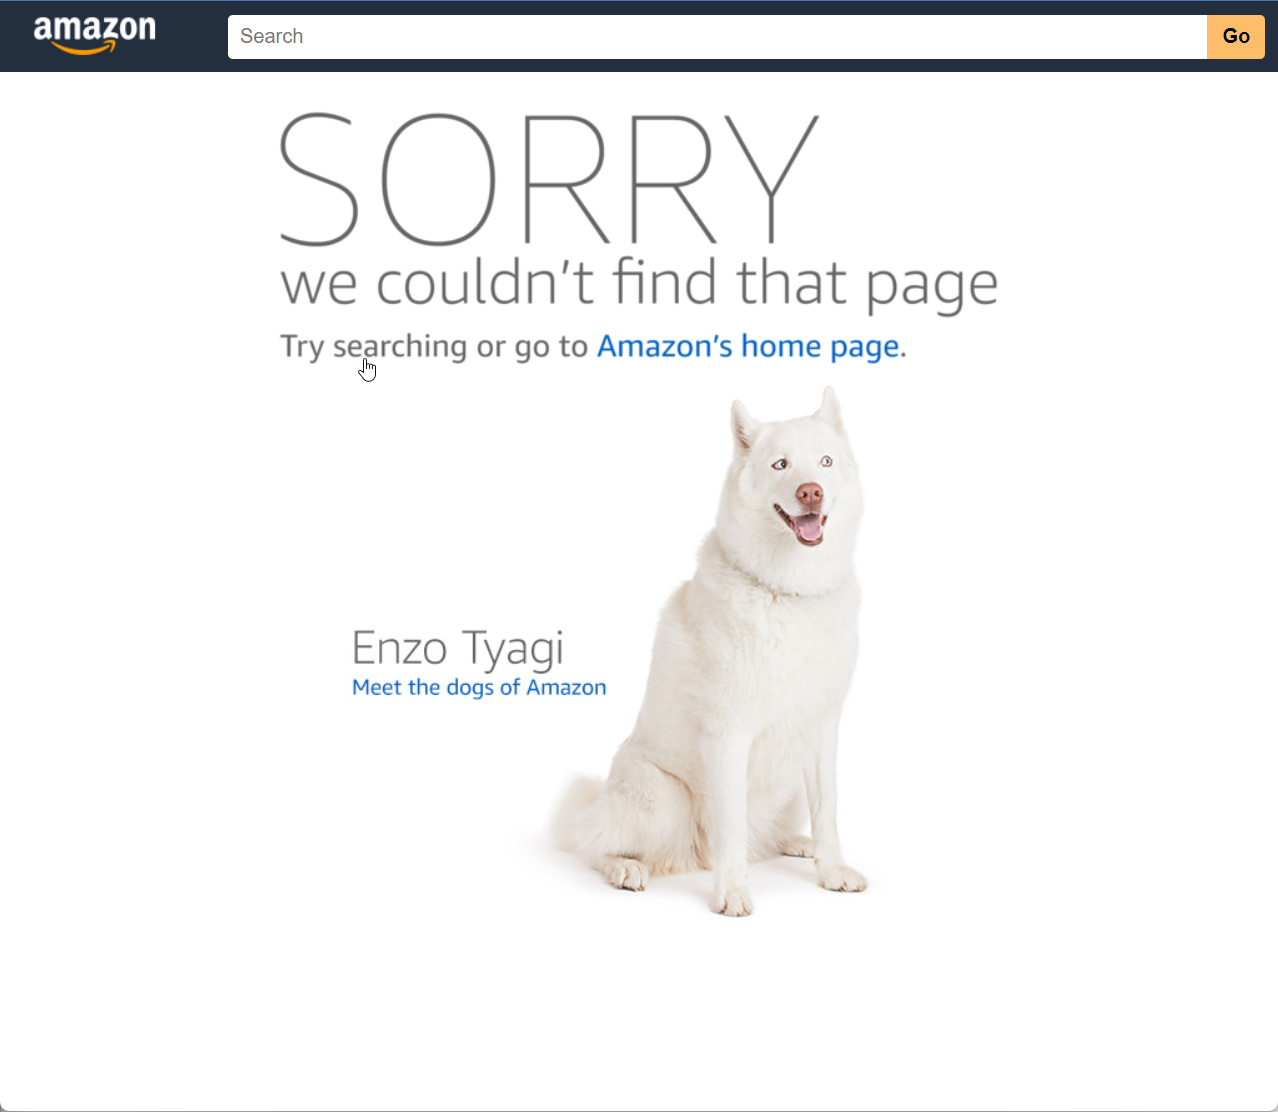 amazon
Search
Go
SORRY
we couldn't find that page
Try searching or go to Amazon's home page.
Enzo Tyagi
Meet the dogs of Amazon